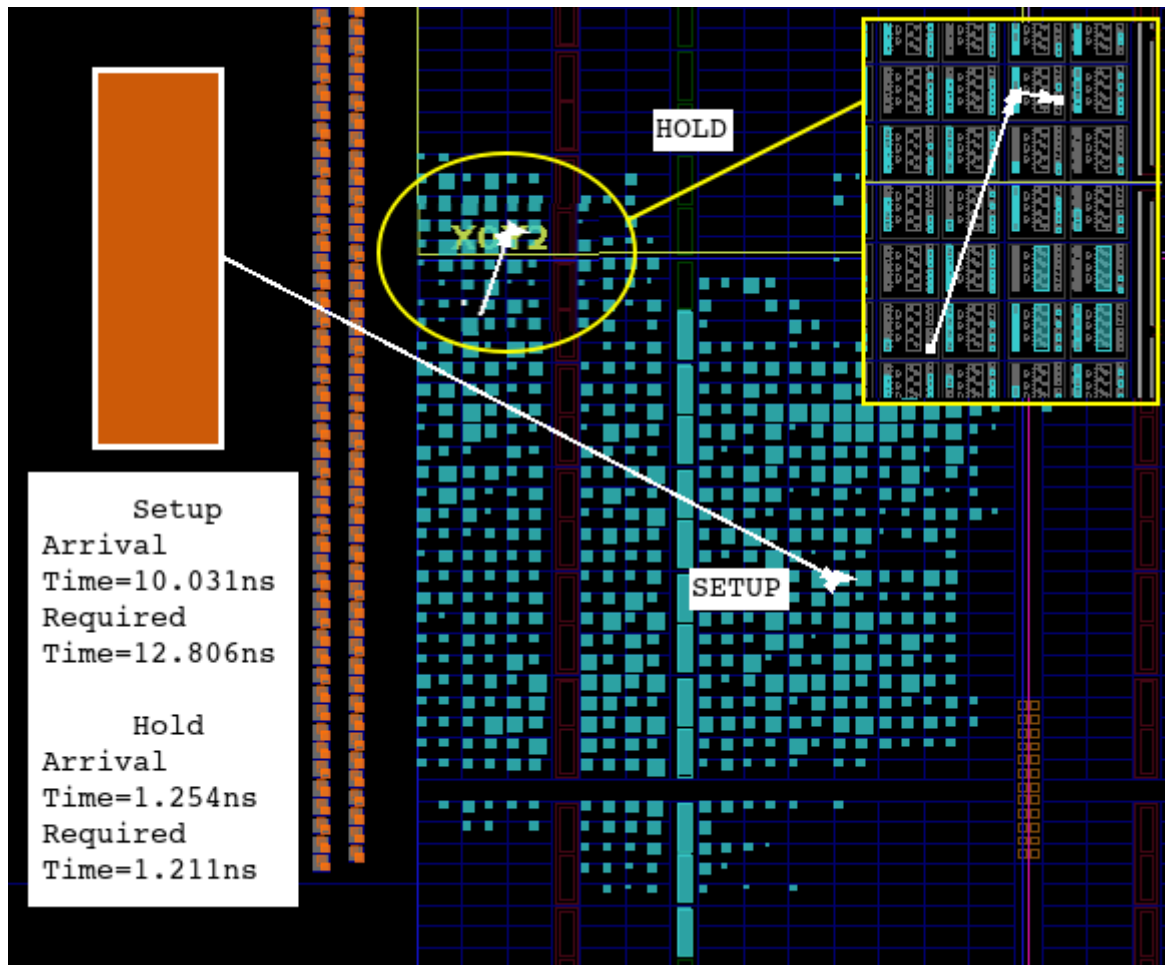 HOLD
SETUP
Setup
Arrival
Time=10.031ns
Required
Time=12.806ns
Hold
Arrival
Time=1.254ns
Required
Time=1.211ns